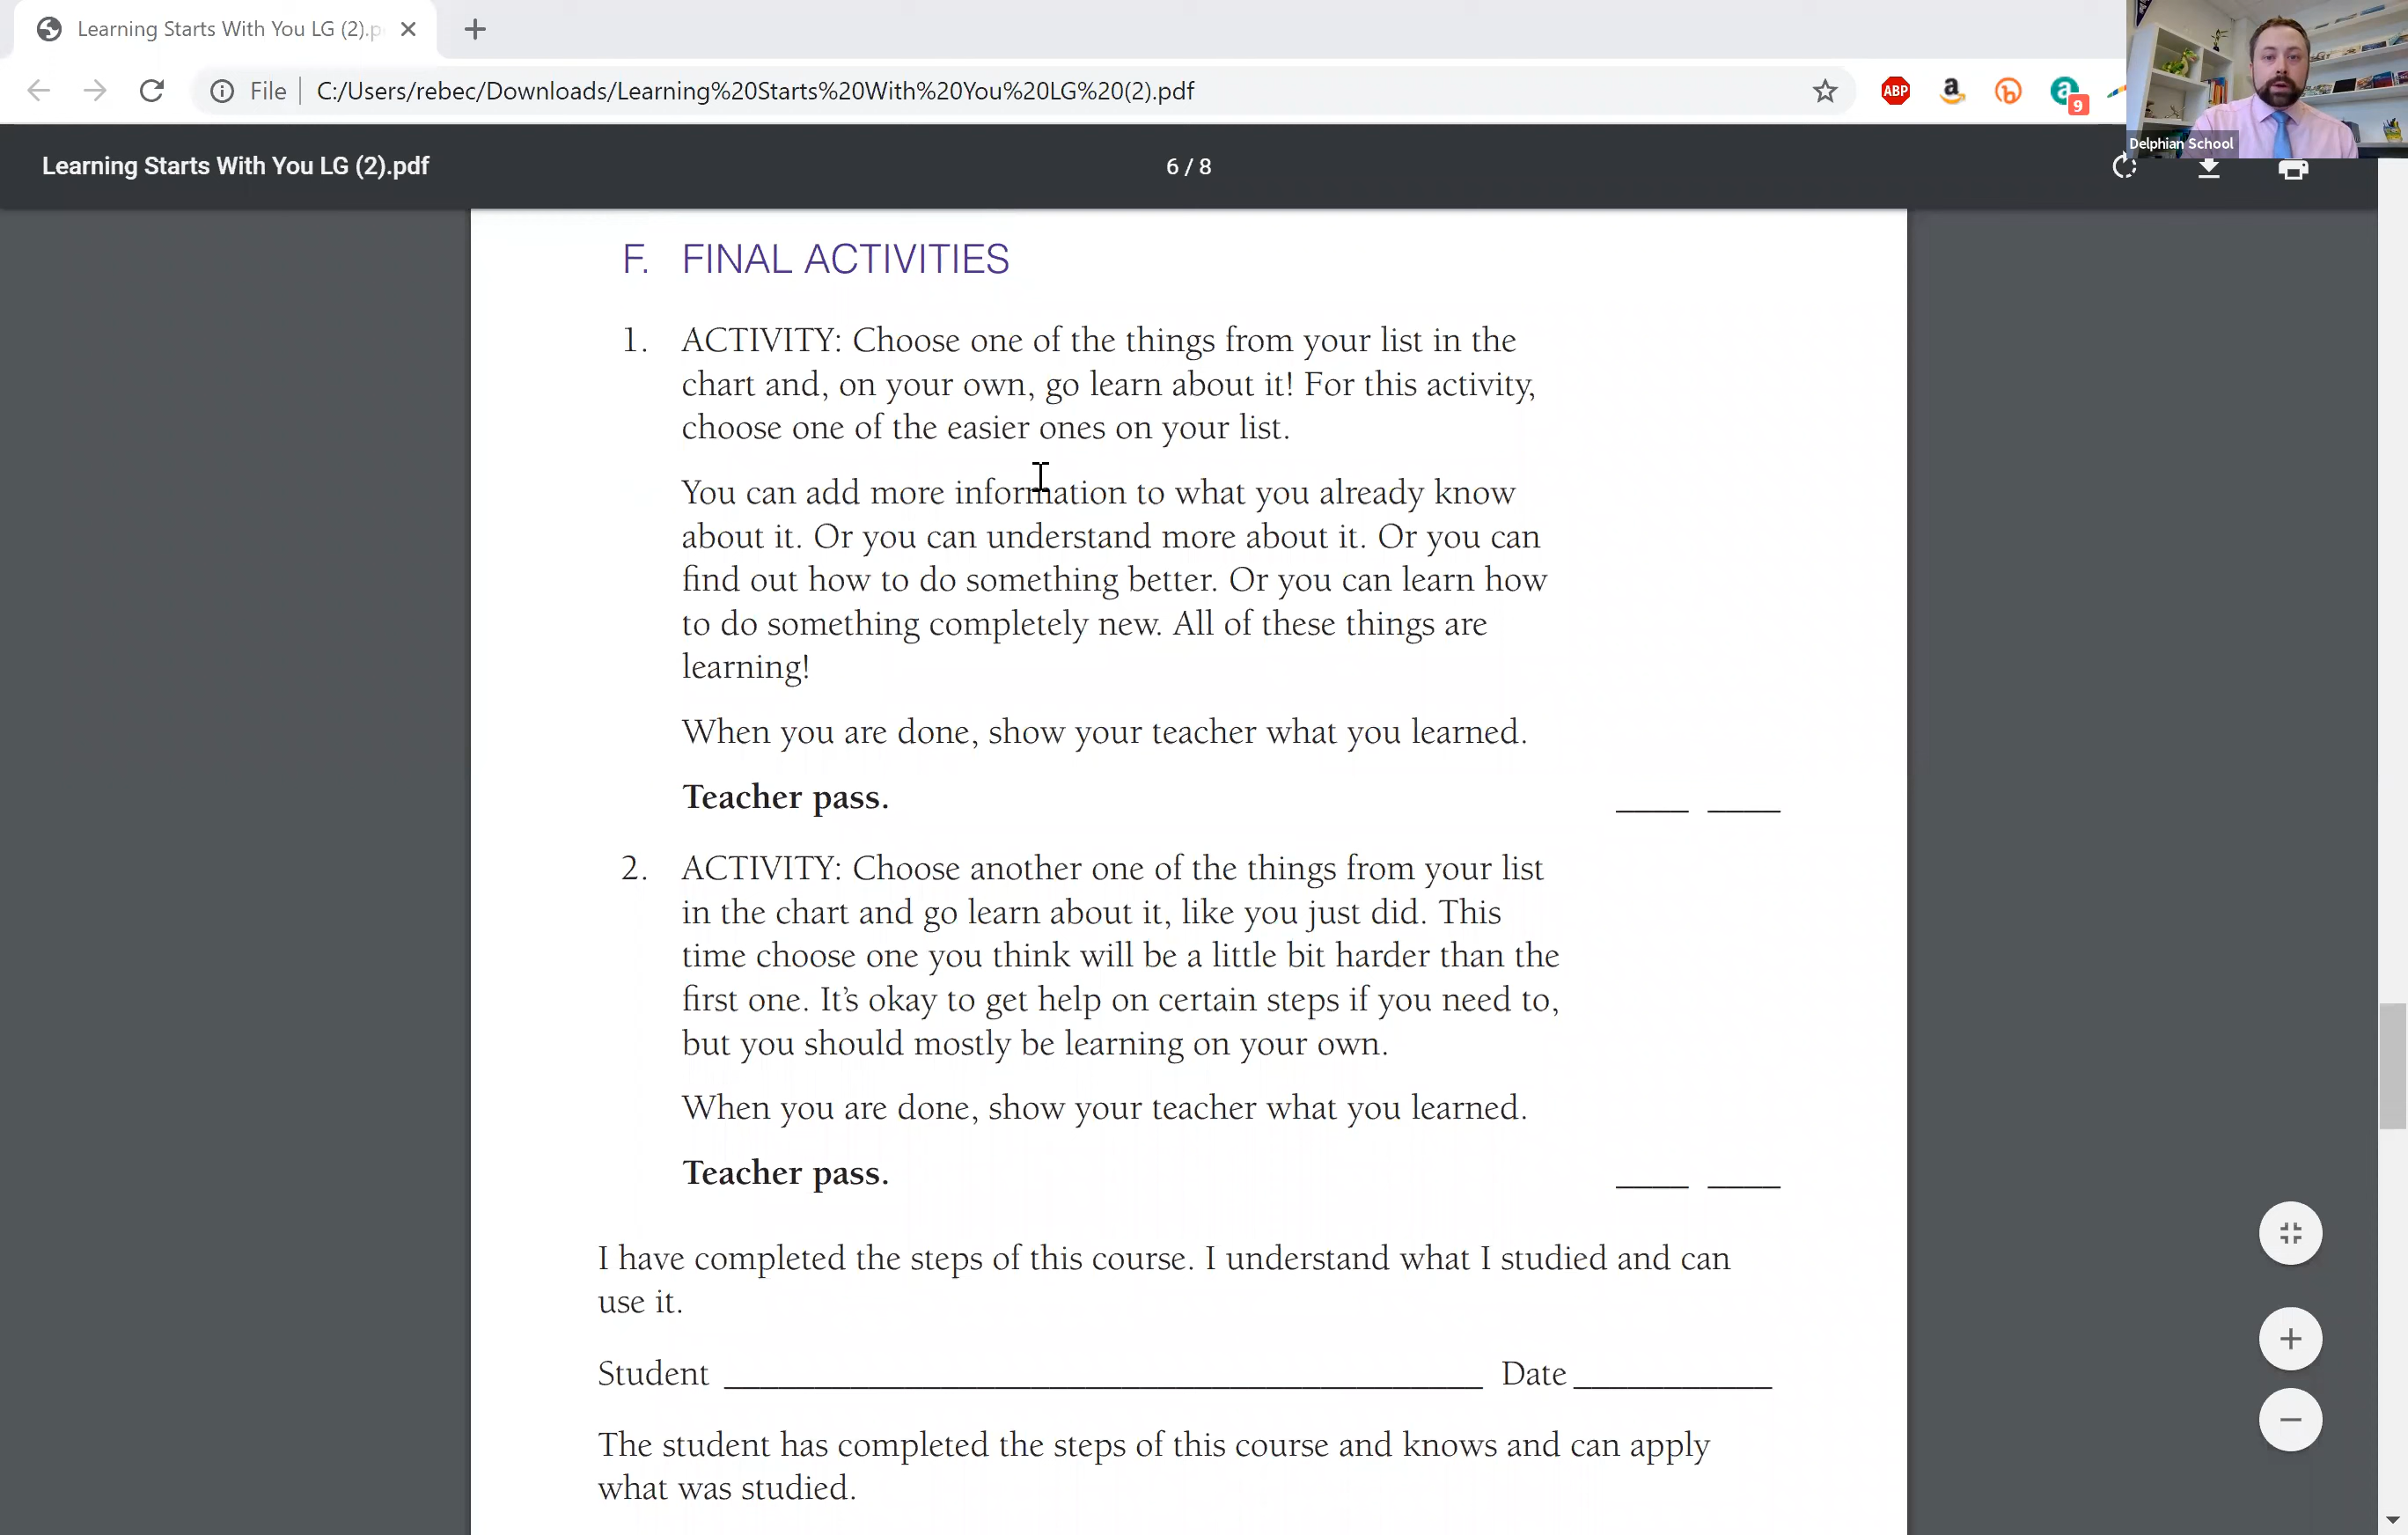 Learning Starts With You LG (2).p
File
C:/Users/rebec/Downloads/Learning%20Starts%20With%20You%20LG%20(2).pdf
ABP
a
b
a
9
Delphian School
Learning Starts With You LG (2).pdf
6 / 8
F. FINAL ACTIVITIES
1. ACTIVITY: Choose one of the things from your list in the
chart and, on your own, go learn about it! For this activity,
choose one of the easier ones on your list.
You can add more information to what you already know
about it. Or you can understand more about it. Or you can
find out how to do something better. Or you can learn how
to do something completely new. All of these things are
learning!
When you are done, show your teacher what you learned.
Teacher pass. ____ ____
2. ACTIVITY: Choose another one of the things from your list
in the chart and go learn about it, like you just did. This
time choose one you think will be a little bit harder than the
first one. It’s okay to get help on certain steps if you need to,
but you should mostly be learning on your own.
When you are done, show your teacher what you learned.
Teacher pass. ____ ____
I have completed the steps of this course. I understand what I studied and can
use it.
Student ____________________ Date __________
The student has completed the steps of this course and knows and can apply
what was studied.